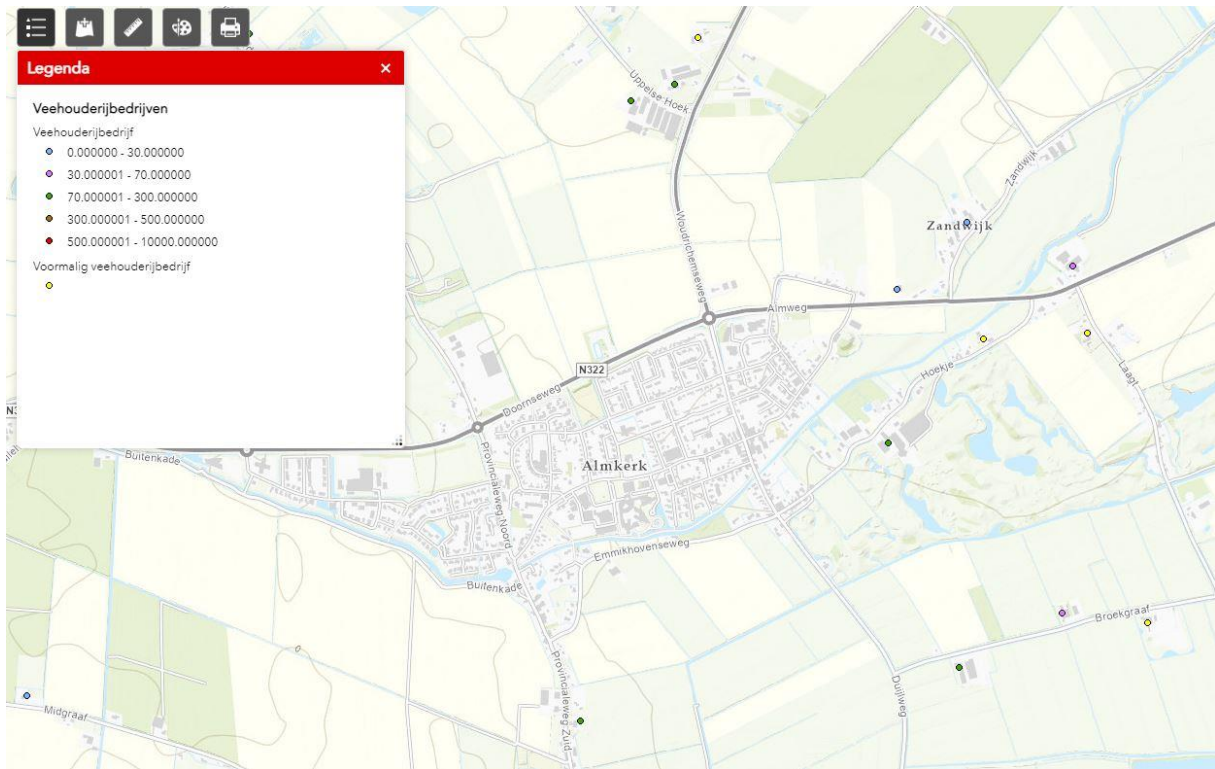 Legenda
Veehouderijbedrijven
Veehouderijbedrijf
0.000000 - 30.000000
30.000001 - 70.000000
70.000001 - 300.000000
300.000001 - 500.000000
500.000001 - 10000.000000
Voormalig veehouderijbedrijf
Uppelse Hoek
Zandwijk
Zandwijk
Woudrichemseweg
Almweg
N322
Doornseweg
Hoekje
Laagt
Buitenkade
Provincialeweg Noord
Almkerk
Emmikhovenseweg
Buitenkade
Broekgraaf
Provincialeweg Zuid
Duijlweg
Midgraaf